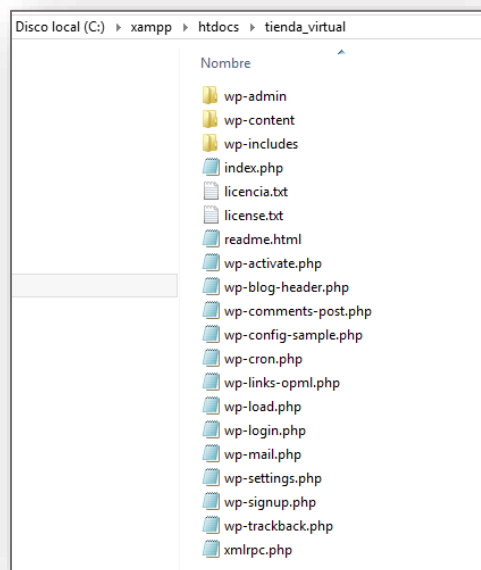 Disco local (C:) xampp htdocs tienda_virtual
Nombre
wp-admin
wp-content
wp-includes
index.php
licencia.txt
license.txt
readme.html
wp-activate.php
wp-blog-header.php
wp-comments-post.php
wp-config-sample.php
wp-cron.php
wp-links-opml.php
wp-load.php
wp-login.php
wp-mail.php
wp-settings.php
wp-signup.php
wp-trackback.php
xmlrpc.php